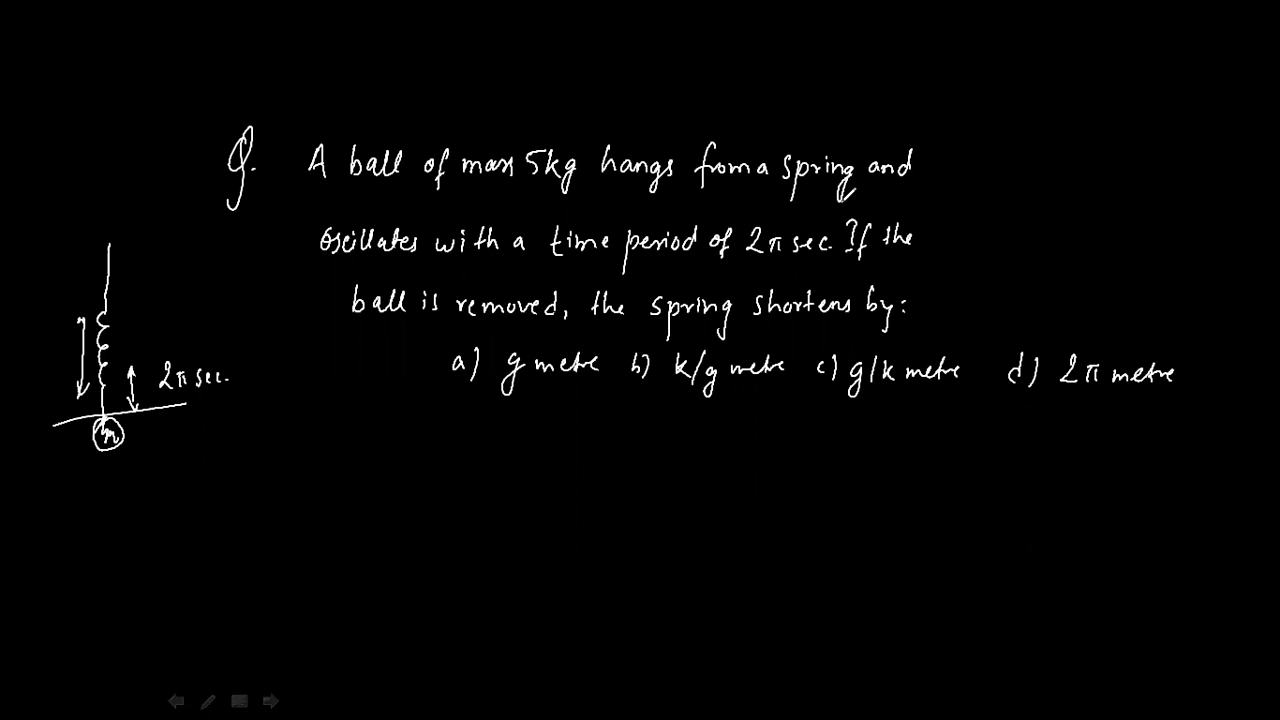 Q. A ball of mass 5kg hangs from a spring and
oscillates with a time period of 2π sec. If the
ball is removed, the spring shortens by:
a) g metre b) k/g metre c) g/k metre d) 2π metre
2π sec.
m